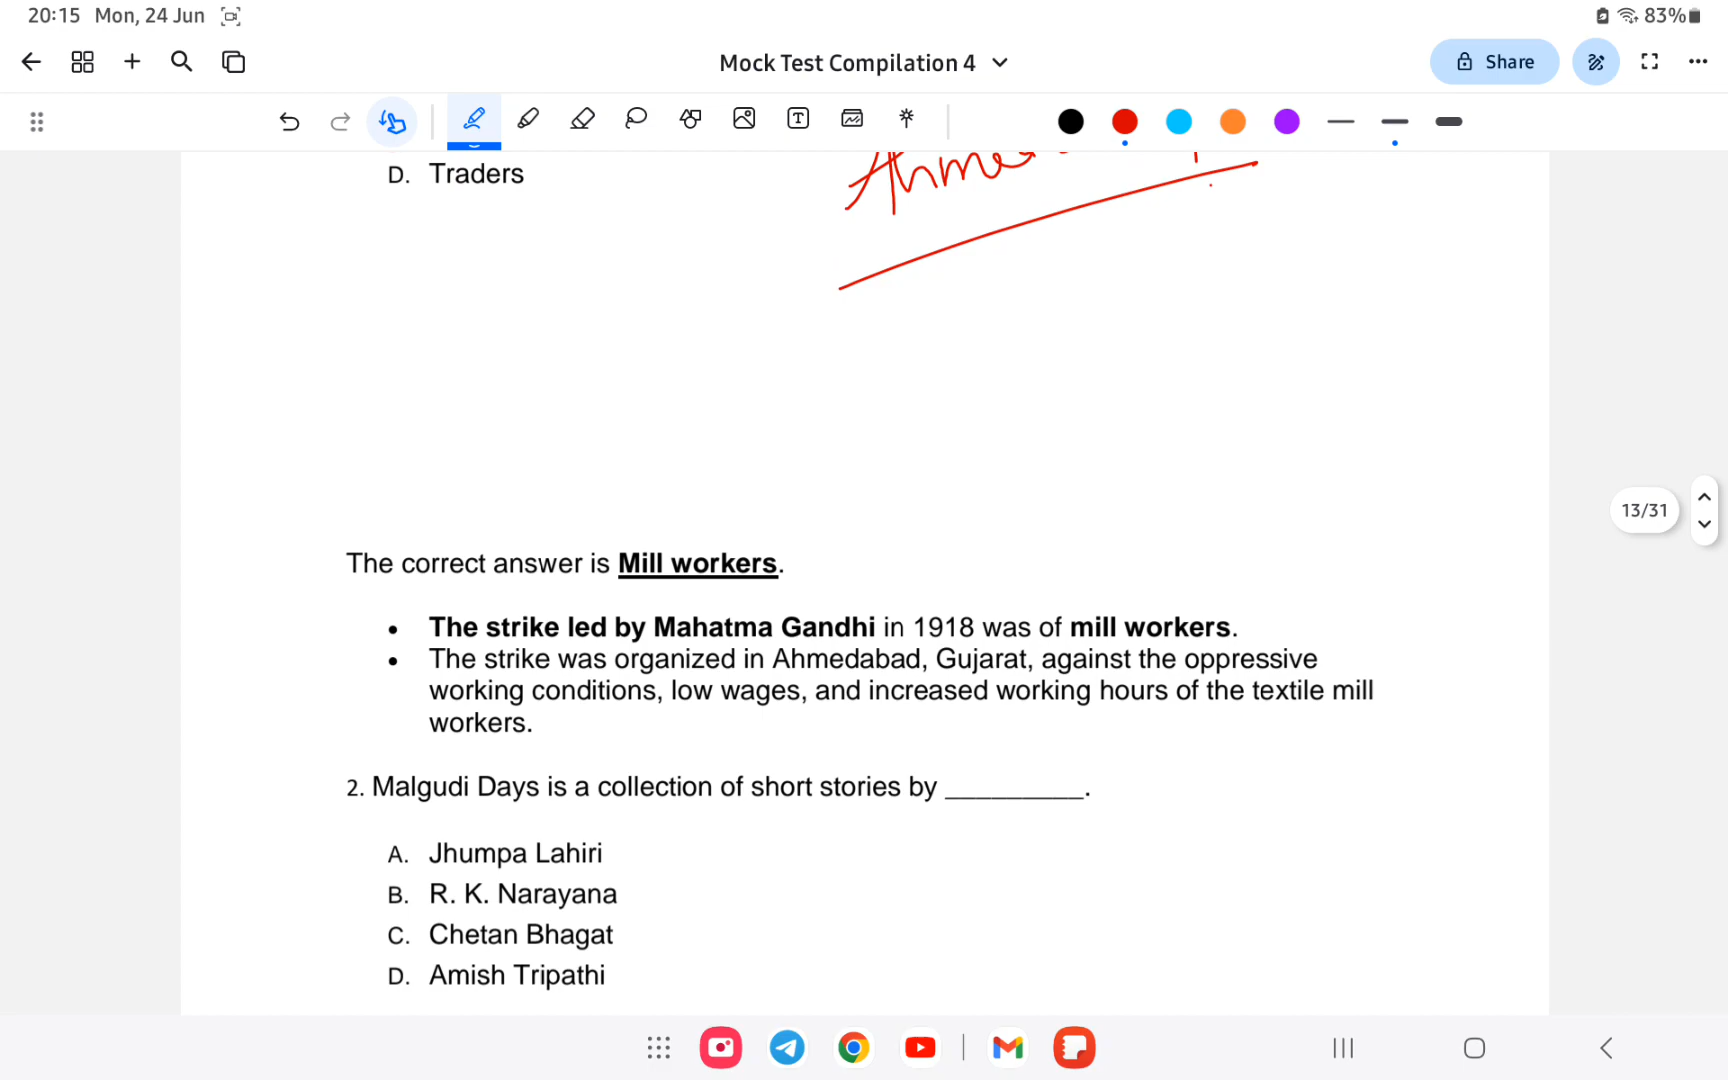 20:15 Mon, 24 Jun
83%
Mock Test Compilation 4
Share
D. Traders
13/31
The correct answer is Mill workers.
• The strike led by Mahatma Gandhi in 1918 was of mill workers.
• The strike was organized in Ahmedabad, Gujarat, against the oppressive
working conditions, low wages, and increased working hours of the textile mill
workers.
2. Malgudi Days is a collection of short stories by _________.
A. Jhumpa Lahiri
B. R. K. Narayana
C. Chetan Bhagat
D. Amish Tripathi